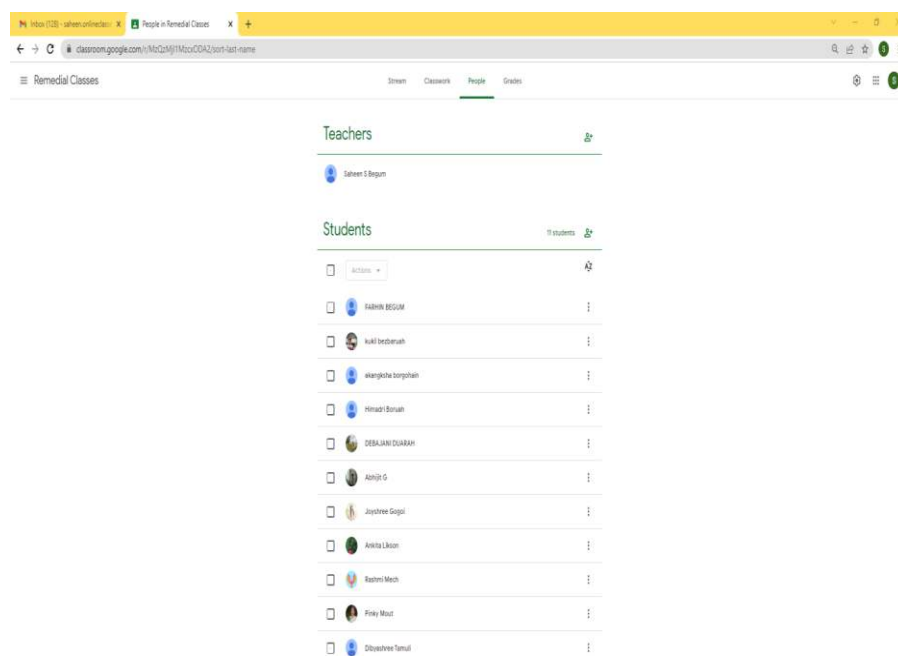 Inbox (128) - saheen.onlineclass
People in Remedial Classes
classroom.google.com/r/MzQzMjI1MzcxODA2/sort-last-name
Remedial Classes
Stream Classwork People Grades
S
Teachers
Saheen S Begum
Students
11 students
Actions
FARHIN BEGUM
kukil bezbaruah
akangksha borgohain
Himadri Boruah
DEBAJANI DUARAH
Abhijit G
Joyshree Gogoi
Ankita Likson
Rashmi Mech
Pinky Mout
Dibyashree Tamuli